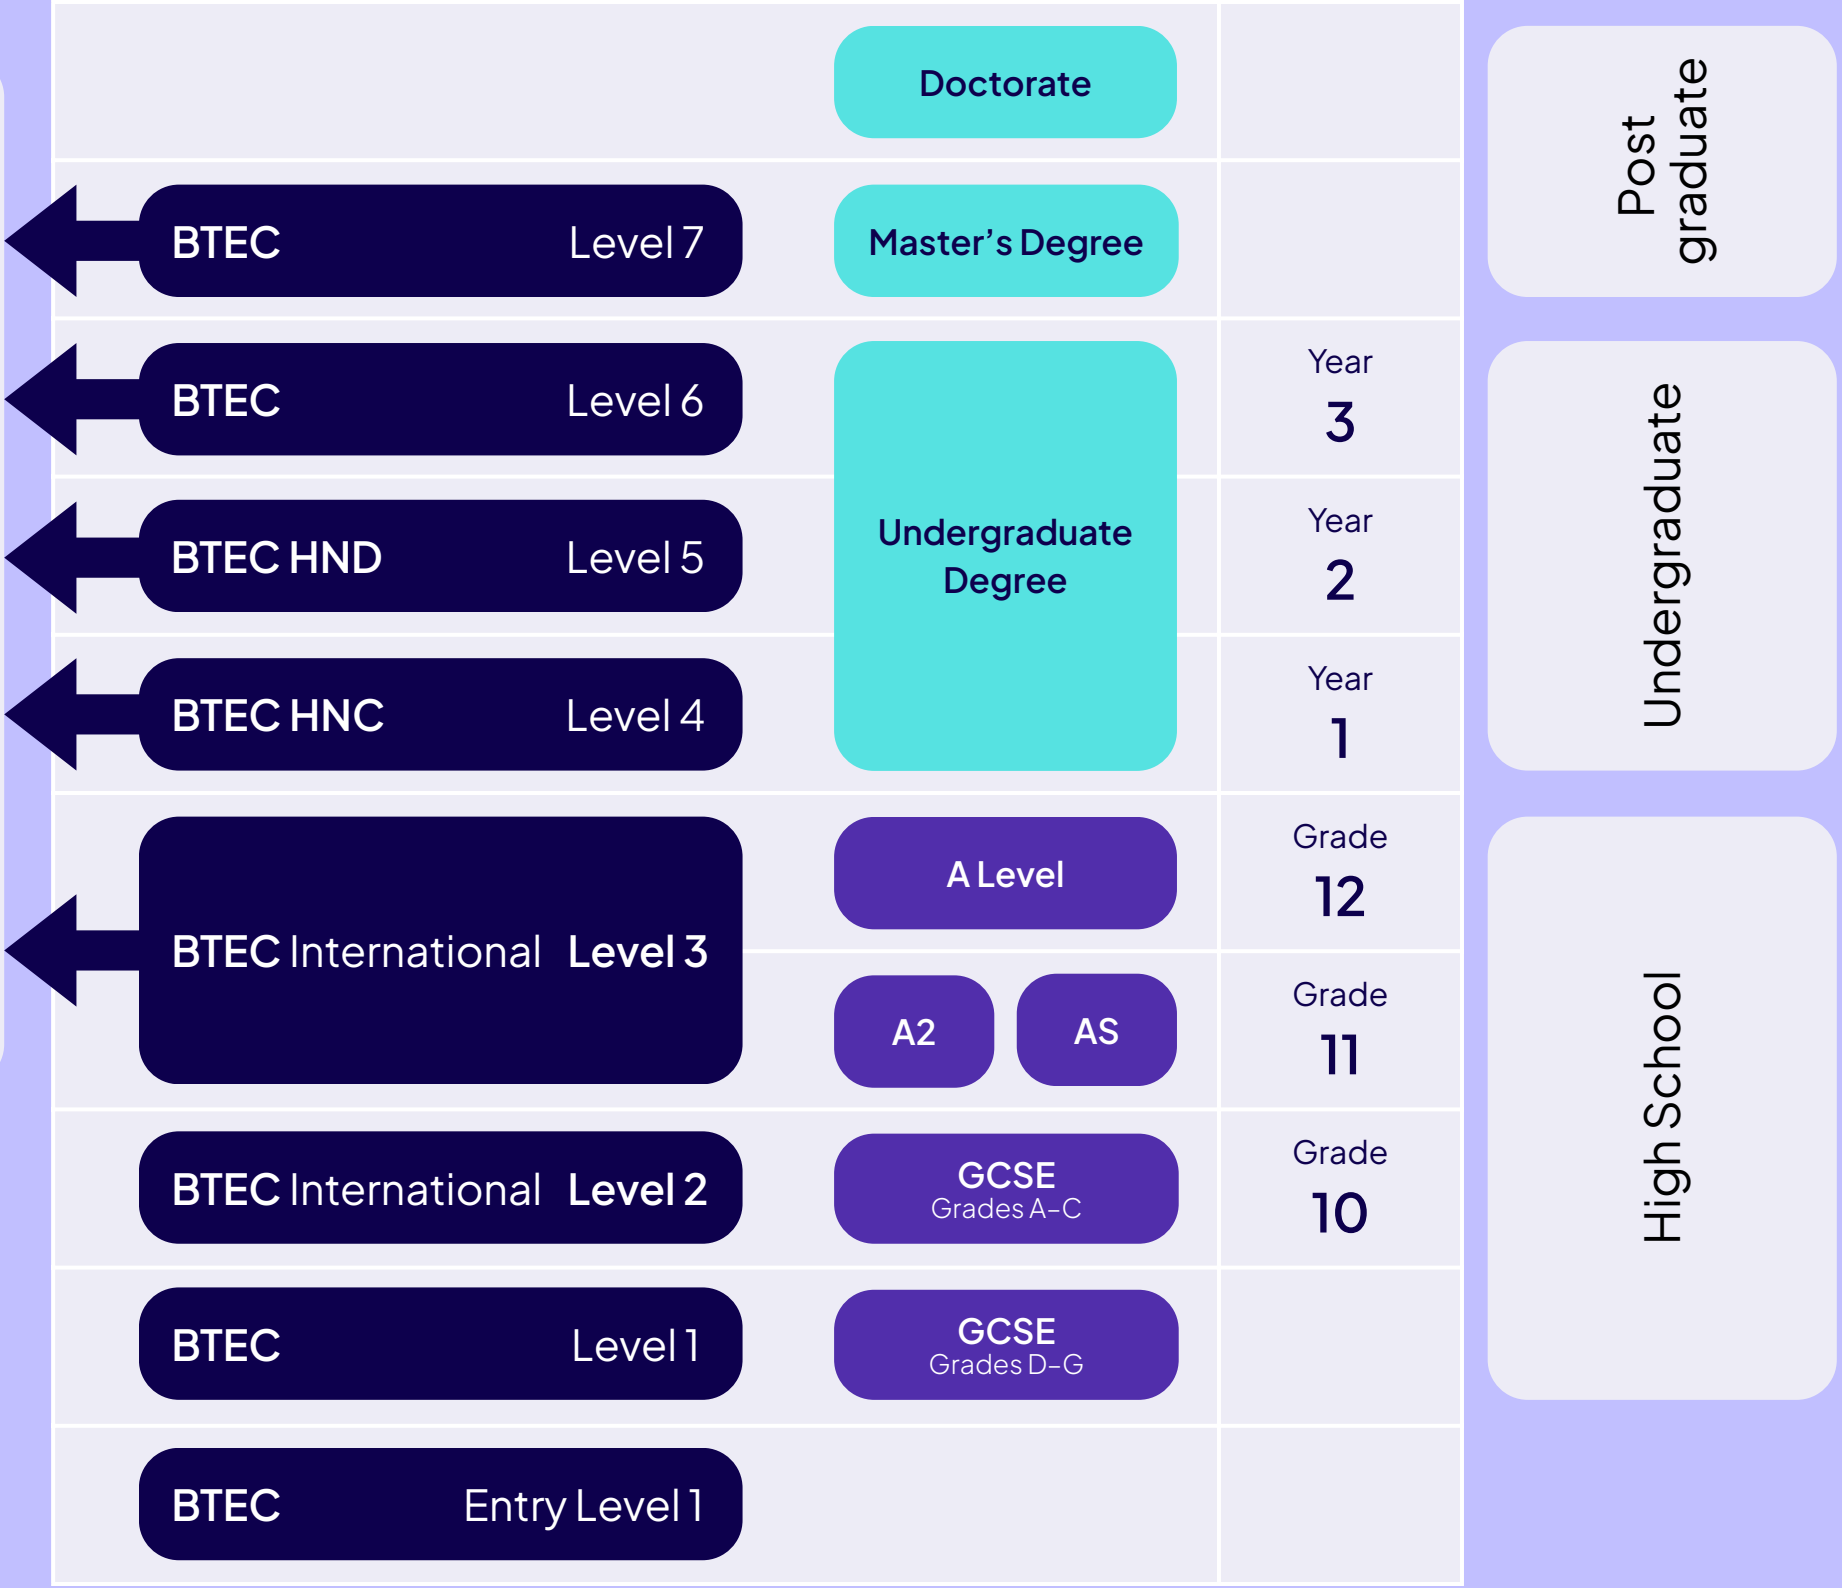 Doctorate
Post
graduate
BTEC Level 7
Master’s Degree
BTEC Level 6
Year
3
Undergraduate
BTEC HND Level 5
Undergraduate
Degree
Year
2
BTEC HNC Level 4
Year
1
BTEC International Level 3
A Level
Grade
12
High School
A2
AS
Grade
11
BTEC International Level 2
GCSE
Grades A–C
Grade
10
BTEC Level 1
GCSE
Grades D–G
BTEC Entry Level 1